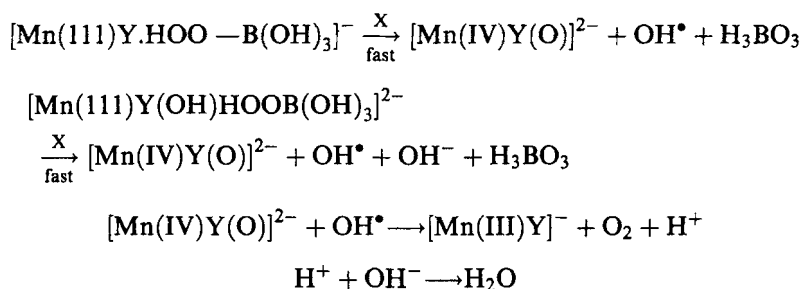 [Mn(111)Y.HOO—B(OH)₃]⁻ —X/fast→ [Mn(IV)Y(O)]²⁻ + OH• + H₃BO₃
[Mn(111)Y(OH)HOOB(OH)₃]²⁻
—X/fast→ [Mn(IV)Y(O)]²⁻ + OH• + OH⁻ + H₃BO₃
[Mn(IV)Y(O)]²⁻ + OH• ⟶ [Mn(III)Y]⁻ + O₂ + H⁺
H⁺ + OH⁻ ⟶ H₂O